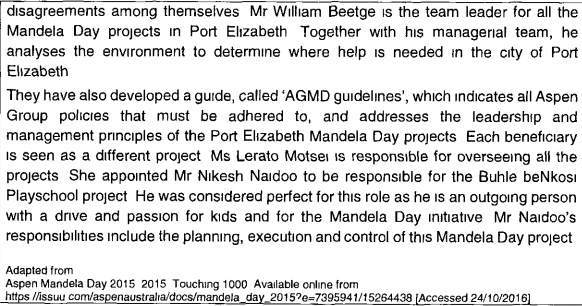 disagreements among themselves Mr William Beetge is the team leader for all the
Mandela Day projects in Port Elizabeth Together with his managerial team, he
analyses the environment to determine where help is needed in the city of Port
Elizabeth
They have also developed a guide, called ‘AGMD guidelines’, which indicates all Aspen
Group policies that must be adhered to, and addresses the leadership and
management principles of the Port Elizabeth Mandela Day projects Each beneficiary
is seen as a different project Ms Lerato Motsei is responsible for overseeing all the
projects She appointed Mr Nikesh Naidoo to be responsible for the Buhle beNkosi
Playschool project He was considered perfect for this role as he is an outgoing person
with a drive and passion for kids and for the Mandela Day initiative Mr Naidoo's
responsibilities include the planning, execution and control of this Mandela Day project
Adapted from
Aspen Mandela Day 2015 2015 Touching 1000 Available online from
https //issuu com/aspenaustralia/docs/mandela_day_2015?e=7395941/15264438 [Accessed 24/10/2016]